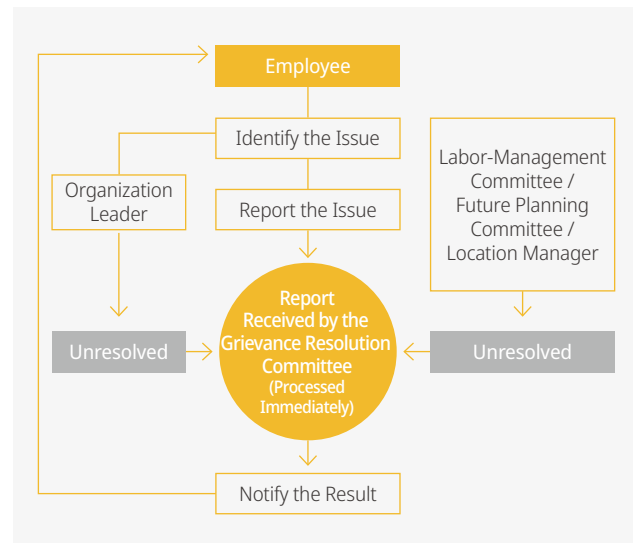 Employee
Identify the Issue
Organization
Leader
Report the Issue
Labor-Management
Committee /
Future Planning
Committee /
Location Manager
Unresolved
Report
Received by the
Grievance Resolution
Committee
(Processed
Immediately)
Unresolved
Notify the Result